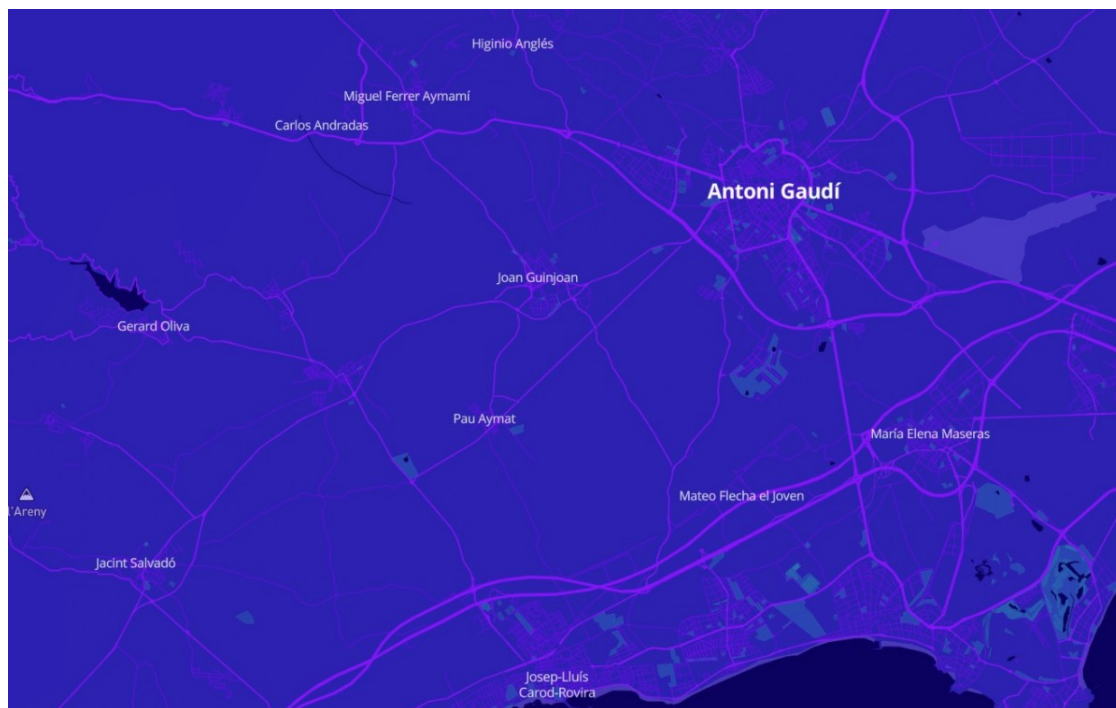 Higinio Anglés
Miguel Ferrer Aymamí
Carlos Andradas
Antoni Gaudí
Joan Guinjoan
Gerard Oliva
Pau Aymat
María Elena Maseras
Mateo Flecha el Joven
l'Areny
Jacint Salvadó
Josep-Lluís
Carod-Rovira